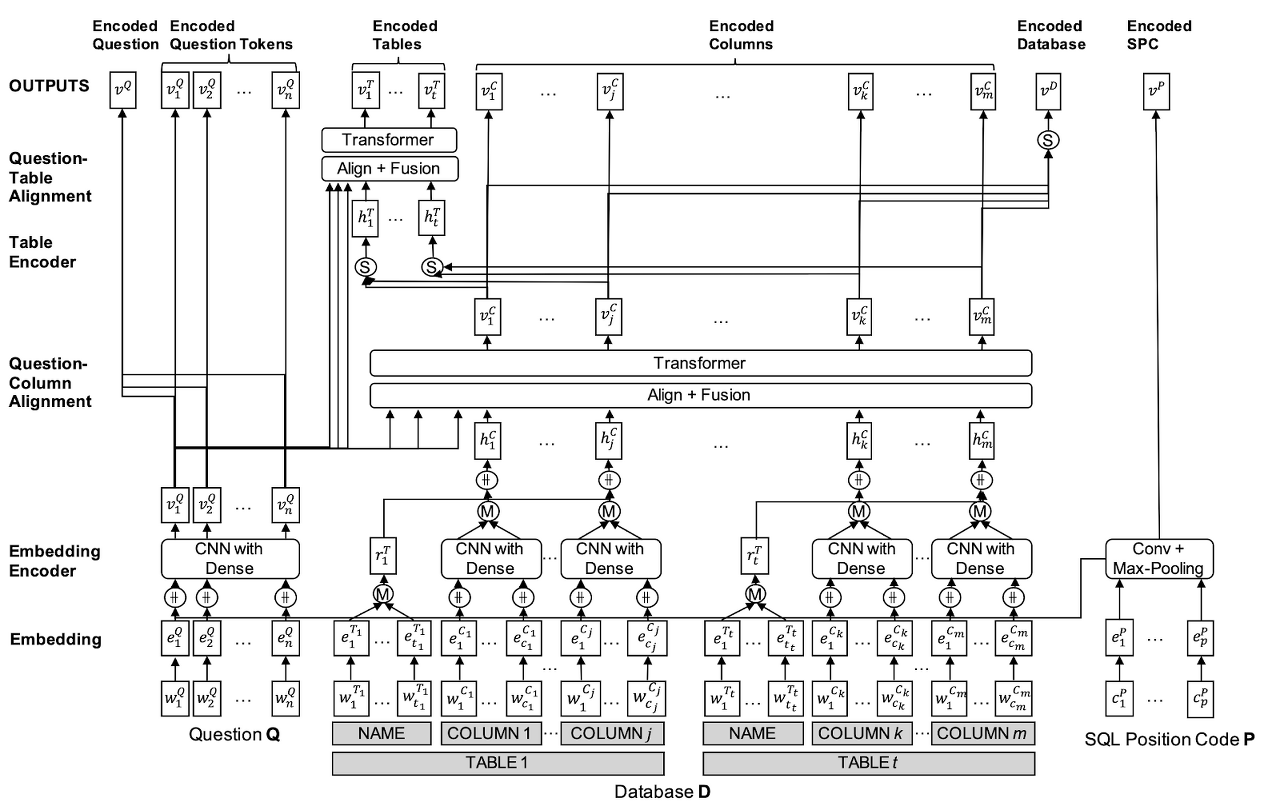 Encoded Question
Encoded Question Tokens
Encoded Tables
Encoded Columns
Encoded Database
Encoded SPC
OUTPUTS
v^Q
v_1^Q v_2^Q … v_n^Q
v_1^T … v_t^T
v_1^C … v_j^C … v_k^C … v_m^C
v^D
v^P
Transformer
S
Question-
Table
Alignment
Align + Fusion
h_1^T … h_t^T
Table
Encoder
S S
v_1^C … v_j^C … v_k^C … v_m^C
Question-
Column
Alignment
Transformer
Align + Fusion
h_1^C … h_j^C … h_k^C … h_m^C
⧺ ⧺ ⧺ ⧺
v_1^Q v_2^Q … v_n^Q
M M M M
Embedding
Encoder
CNN with
Dense
r_1^T
CNN with
Dense
…
CNN with
Dense
r_t^T
CNN with
Dense
…
CNN with
Dense
Conv +
Max-Pooling
⧺ ⧺ ⧺ M ⧺ ⧺ ⧺ ⧺ M ⧺ ⧺ ⧺ ⧺
Embedding
e_1^Q e_2^Q … e_n^Q
e_1^{T_1} … e_{t_1}^{T_1} e_1^{C_1} … e_{c_1}^{C_1} e_1^{C_j} … e_{c_j}^{C_j}
e_1^{T_t} … e_{t_t}^{T_t} e_1^{C_k} … e_{c_k}^{C_k} e_1^{C_m} … e_{c_m}^{C_m}
e_1^P … e_p^P
… …
w_1^Q w_2^Q … w_n^Q
w_1^{T_1} … w_{t_1}^{T_1} w_1^{C_1} … w_{c_1}^{C_1} w_1^{C_j} … w_{c_j}^{C_j}
w_1^{T_t} … w_{t_t}^{T_t} w_1^{C_k} … w_{c_k}^{C_k} w_1^{C_m} … w_{c_m}^{C_m}
c_1^P … c_p^P
Question Q
NAME COLUMN 1 … COLUMN j
NAME COLUMN k … COLUMN m
SQL Position Code P
TABLE 1
TABLE t
Database D